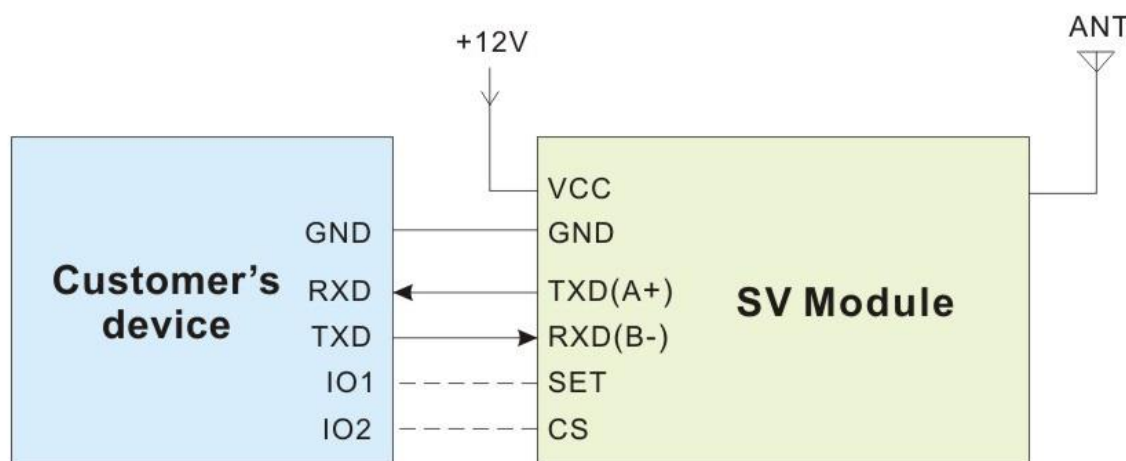 +12V
ANT
VCC
GND
GND
Customer's
device
RXD
TXD(A+)
SV Module
TXD
RXD(B-)
IO1
SET
IO2
CS